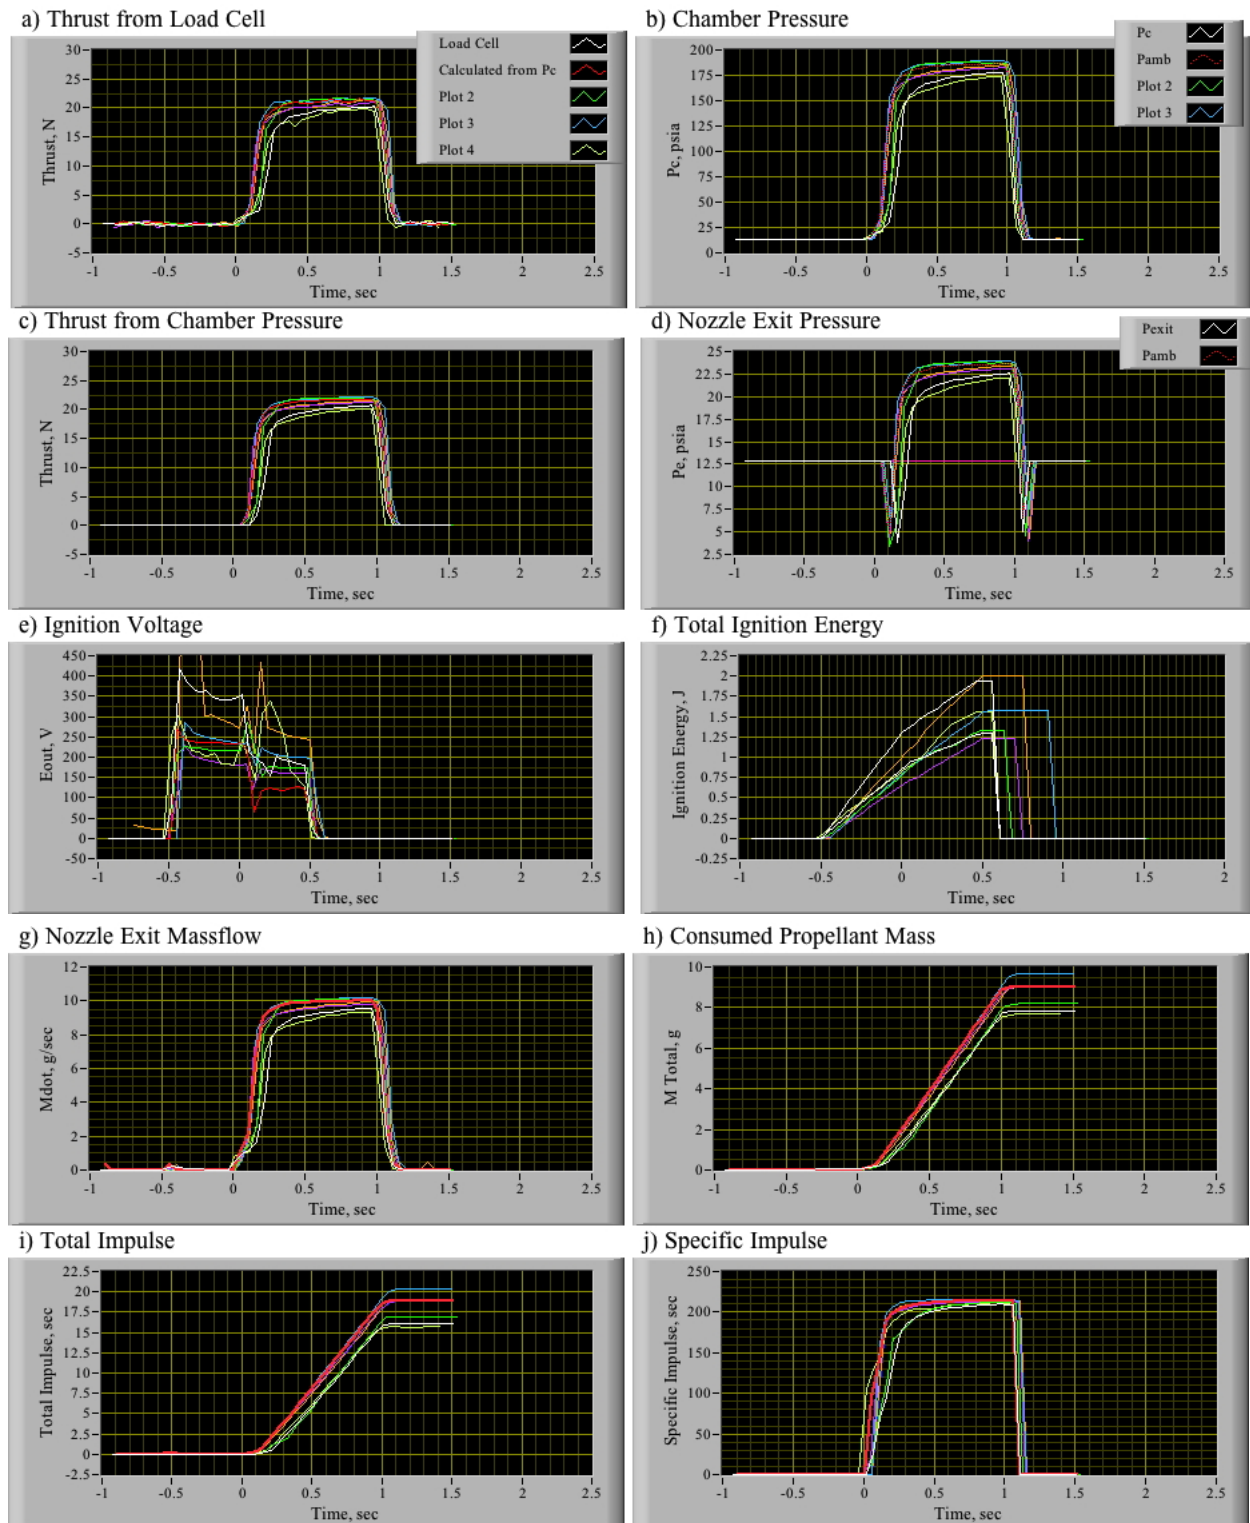 a) Thrust from Load Cell
Load Cell
Calculated from Pc
Plot 2
Plot 3
Plot 4
30
25
20
15
10
5
0
-5
Thrust, N
-1 -0.5 0 0.5 1 1.5 2 2.5
Time, sec
b) Chamber Pressure
Pc
Pamb
Plot 2
Plot 3
200
175
150
125
100
75
50
25
0
Pc, psia
-1 -0.5 0 0.5 1 1.5 2 2.5
Time, sec
c) Thrust from Chamber Pressure
30
25
20
15
10
5
0
-5
Thrust, N
-1 -0.5 0 0.5 1 1.5 2 2.5
Time, sec
d) Nozzle Exit Pressure
Pexit
Pamb
25
22.5
20
17.5
15
12.5
10
7.5
5
2.5
Pe, psia
-1 -0.5 0 0.5 1 1.5 2 2.5
Time, sec
e) Ignition Voltage
450
400
350
300
250
200
150
100
50
0
-50
Eout, V
-1 -0.5 0 0.5 1 1.5 2 2.5
Time, sec
f) Total Ignition Energy
2.25
2
1.75
1.5
1.25
1
0.75
0.5
0.25
0
-0.25
Ignition Energy, J
-1 -0.5 0 0.5 1 1.5 2
Time, sec
g) Nozzle Exit Massflow
12
10
8
6
4
2
0
Mdot, g/sec
-1 -0.5 0 0.5 1 1.5 2 2.5
Time, sec
h) Consumed Propellant Mass
10
8
6
4
2
0
M Total, g
-1 -0.5 0 0.5 1 1.5 2 2.5
Time, sec
i) Total Impulse
22.5
20
17.5
15
12.5
10
7.5
5
2.5
0
-2.5
Total Impulse, sec
-1 -0.5 0 0.5 1 1.5 2 2.5
Time, sec
j) Specific Impulse
250
200
150
100
50
0
Specific Impulse, sec
-1 -0.5 0 0.5 1 1.5 2 2.5
Time, sec